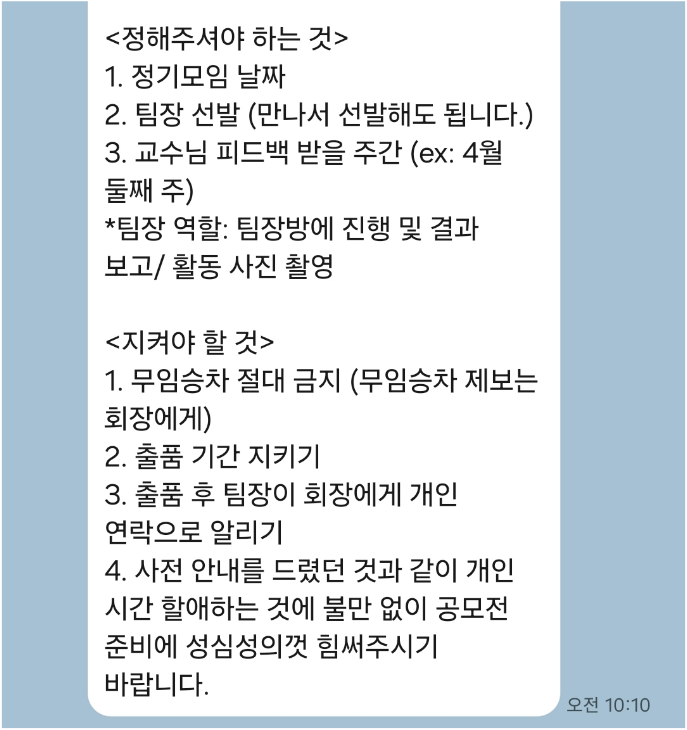 <정해주셔야 하는 것>
1. 정기모임 날짜
2. 팀장 선발 (만나서 선발해도 됩니다.)
3. 교수님 피드백 받을 주간 (ex: 4월
둘째 주)
*팀장 역할: 팀장방에 진행 및 결과
보고/ 활동 사진 촬영
<지켜야 할 것>
1. 무임승차 절대 금지 (무임승차 제보는
회장에게)
2. 출품 기간 지키기
3. 출품 후 팀장이 회장에게 개인
연락으로 알리기
4. 사전 안내를 드렸던 것과 같이 개인
시간 할애하는 것에 불만 없이 공모전
준비에 성심성의껏 힘써주시기
바랍니다.
오전 10:10